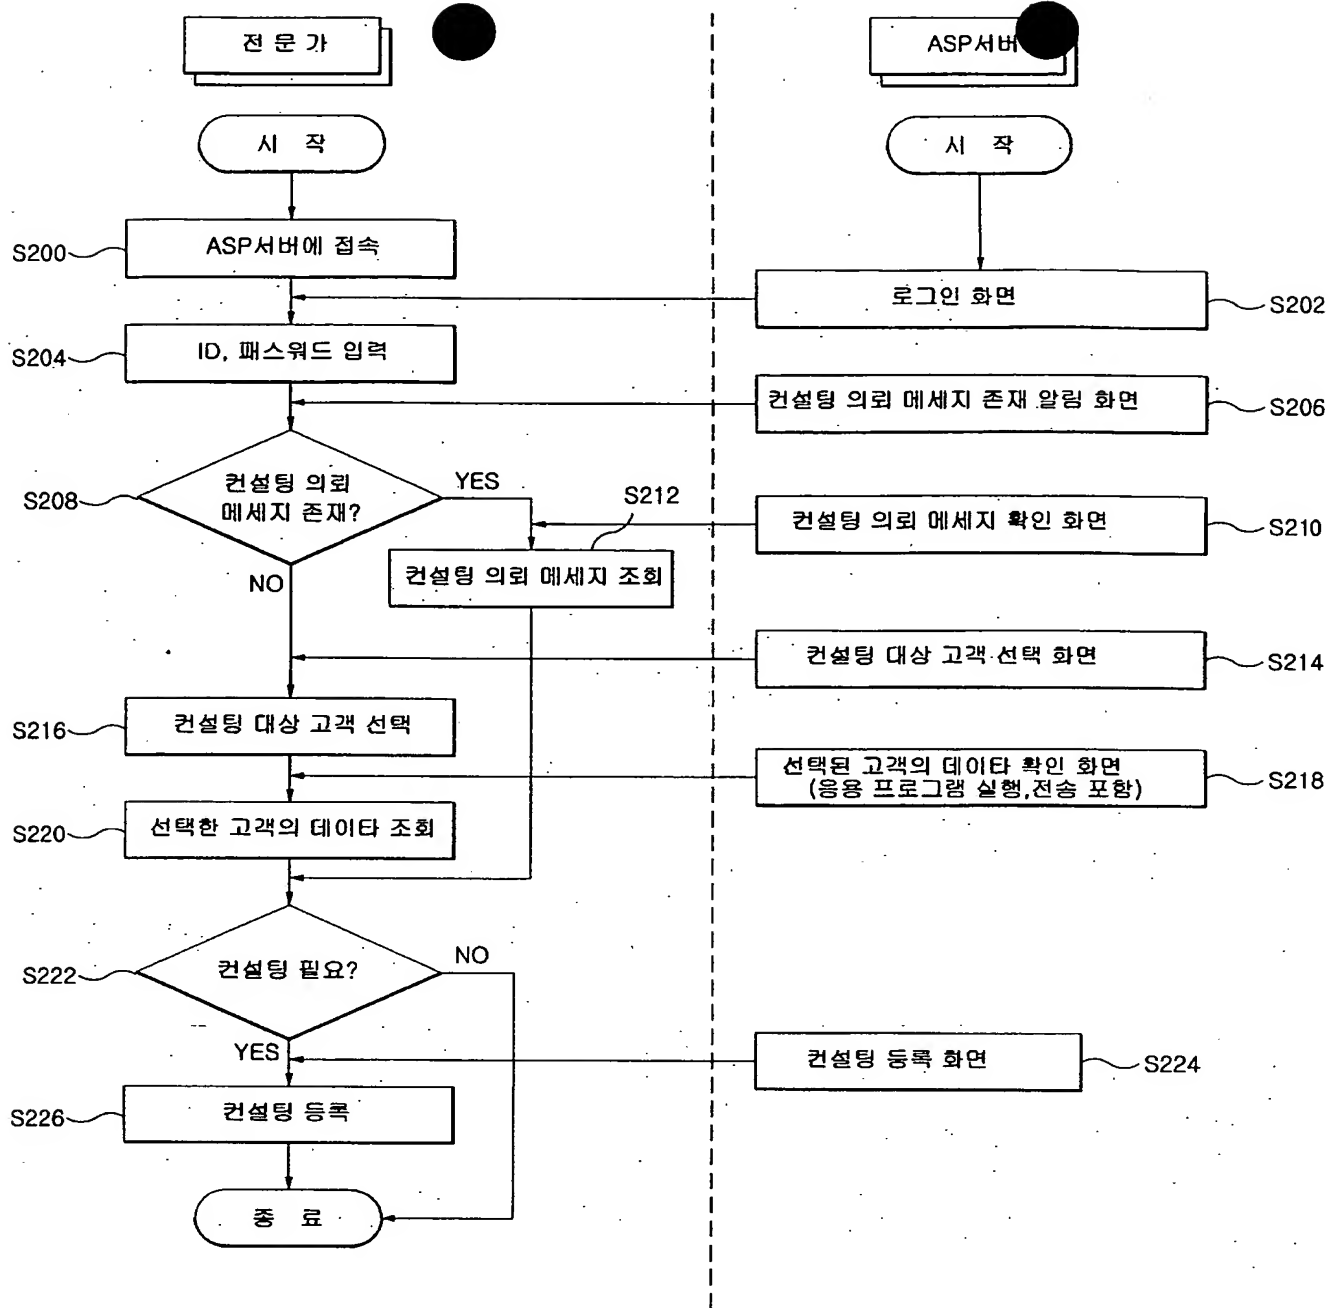 전 문 가
ASP서버
시 작
시 작
S200
ASP서버에 접속
로그인 화면
S202
S204
ID, 패스워드 입력
컨설팅 의뢰 메세지 존재 알림 화면
S206
S208
컨설팅 의뢰
메세지 존재?
YES
NO
S212
컨설팅 의뢰 메세지 확인 화면
S210
컨설팅 의뢰 메세지 조회
컨설팅 대상 고객 선택 화면
S214
S216
컨설팅 대상 고객 선택
선택된 고객의 데이타 확인 화면
(응용 프로그램 실행,전송 포함)
S218
S220
선택한 고객의 데이타 조회
S222
컨설팅 필요?
NO
YES
컨설팅 등록 화면
S224
S226
컨설팅 등록
종 료